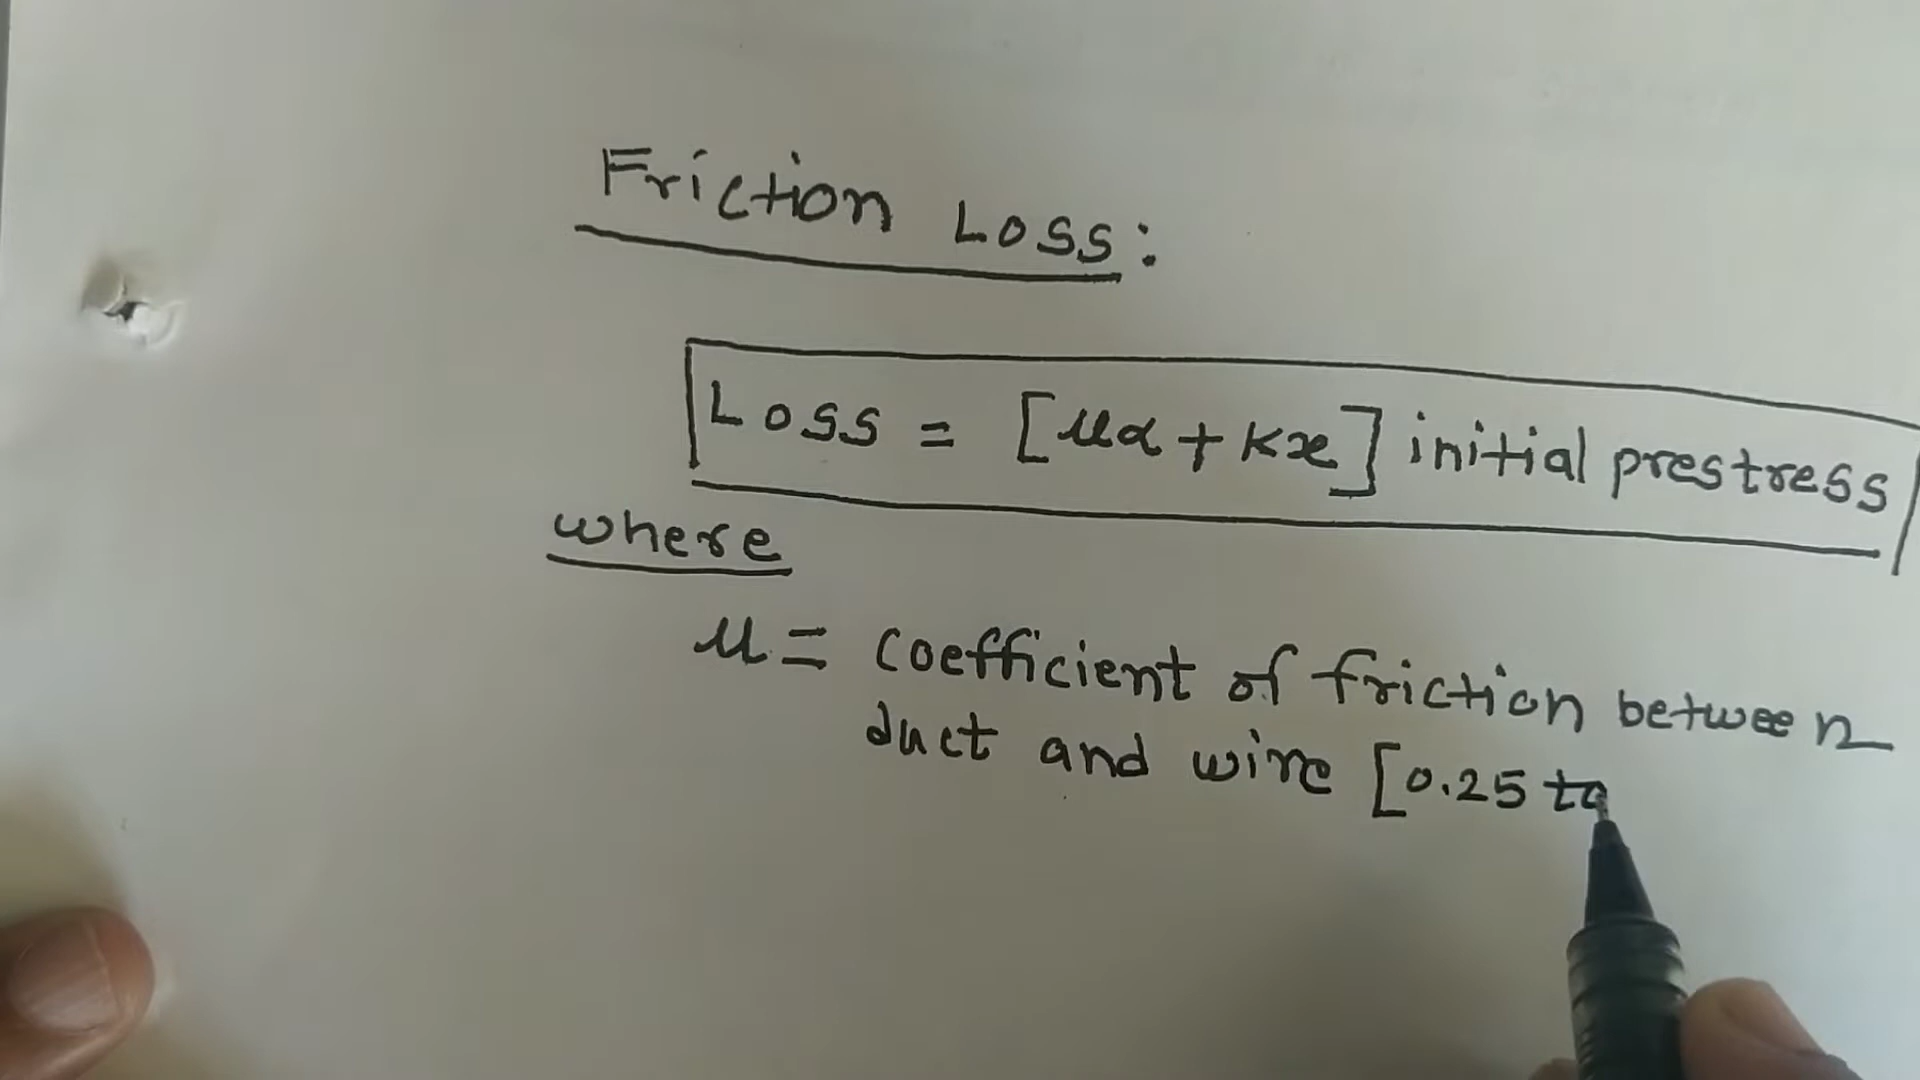 Friction Loss:
Loss = [μα + kx] initial prestress
where
μ = coefficient of friction between
duct and wire [0.25 to